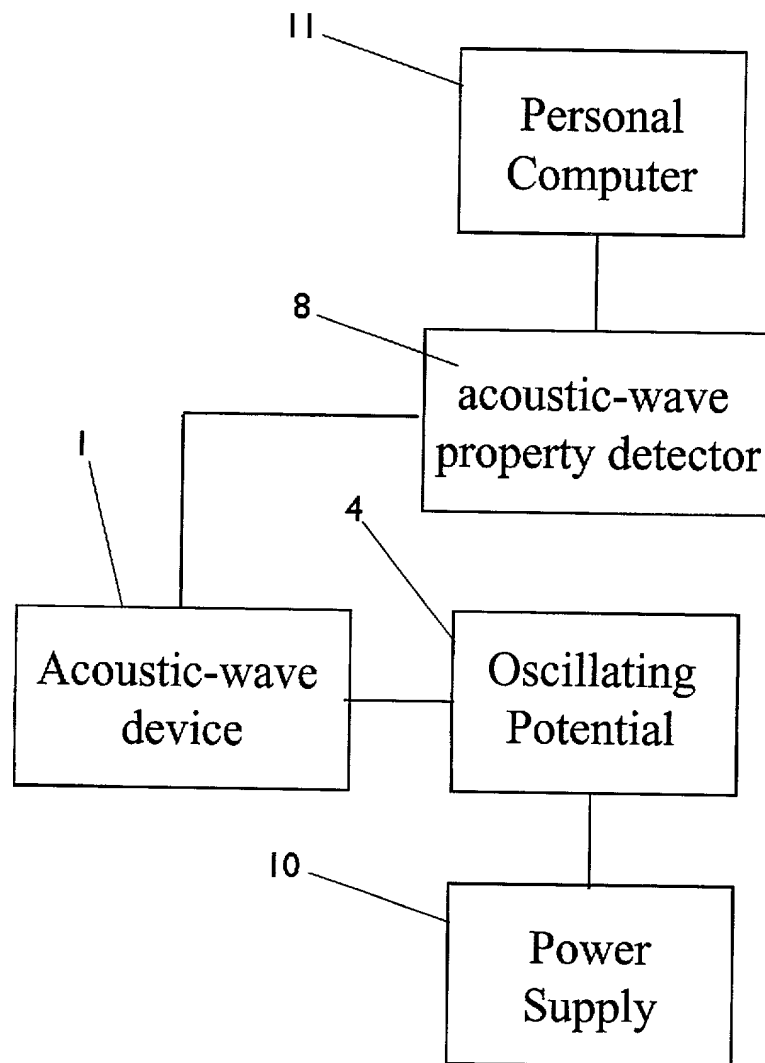 11
Personal
Computer
8
acoustic-wave
property detector
1
4
Acoustic-wave
device
Oscillating
Potential
10
Power
Supply